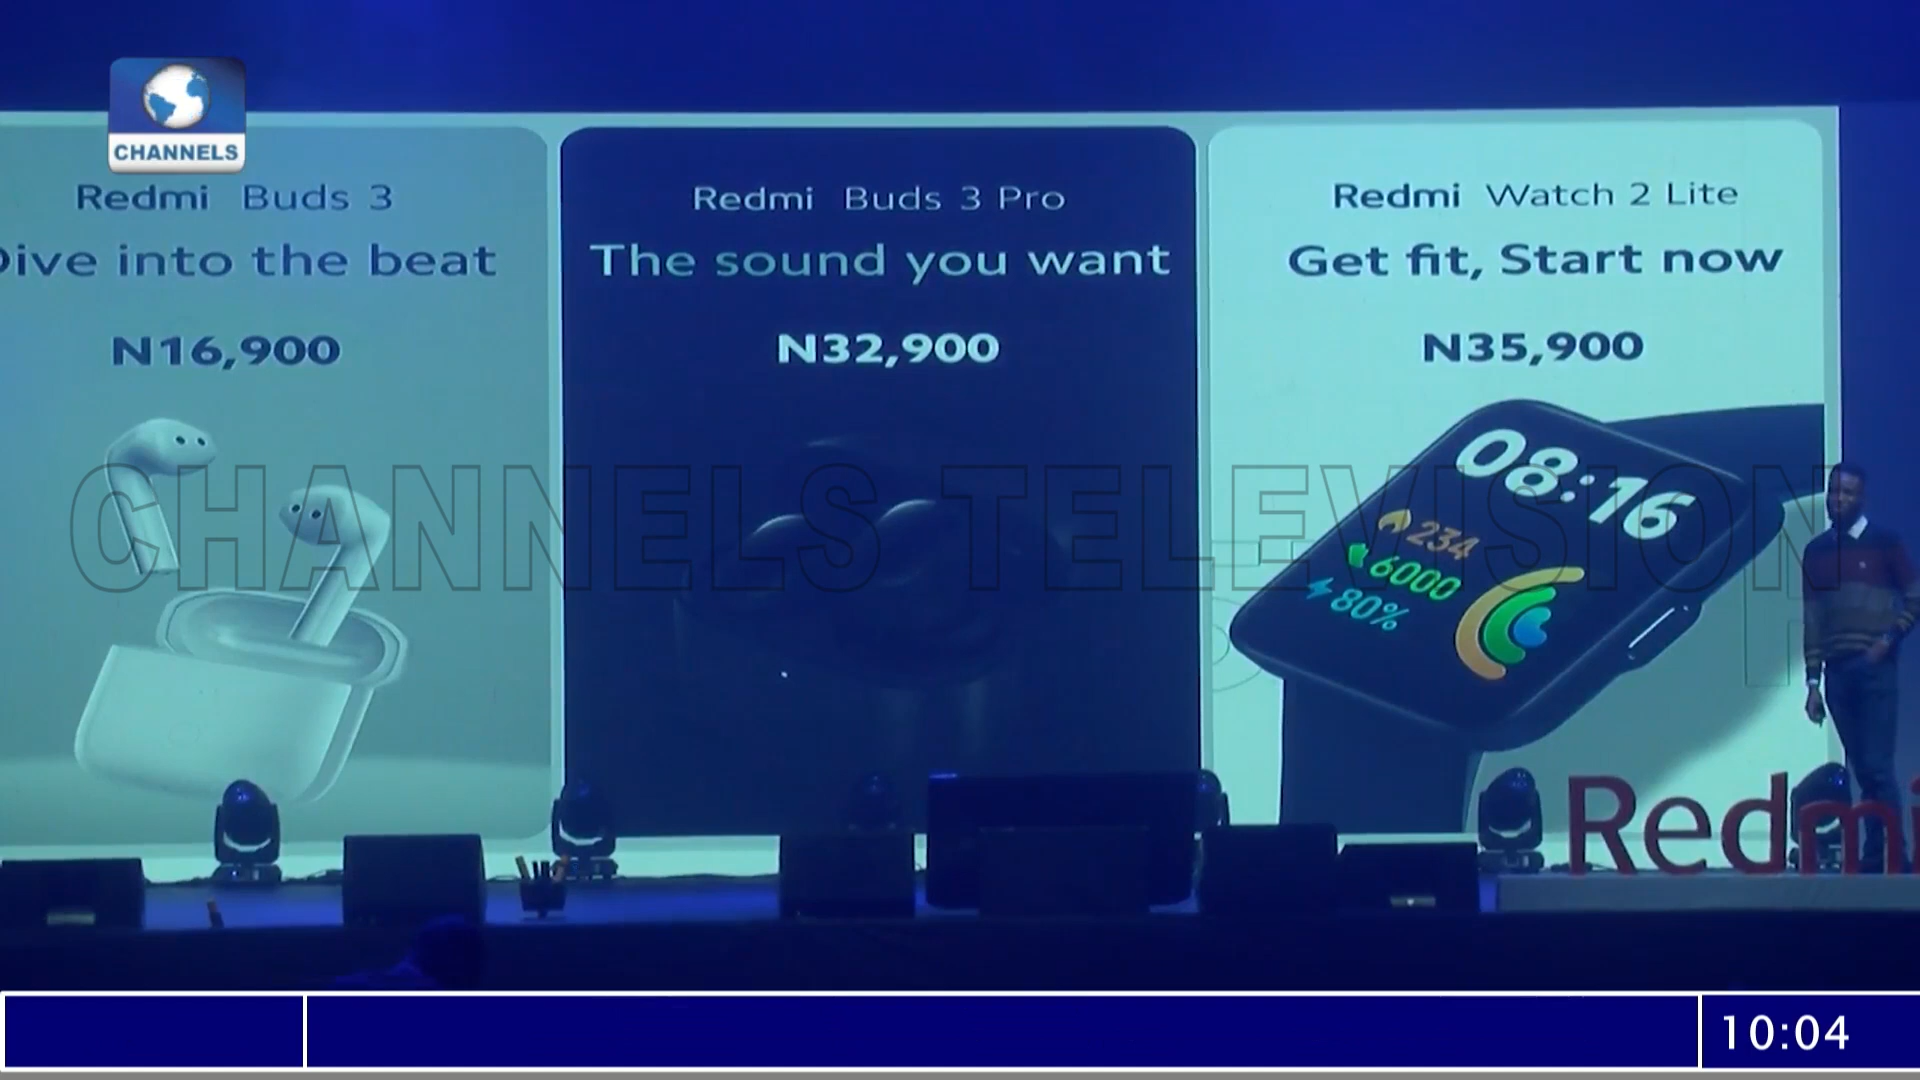 CHANNELS
Redmi Buds 3
Dive into the beat
N16,900
Redmi Buds 3 Pro
The sound you want
N32,900
Redmi Watch 2 Lite
Get fit, Start now
N35,900
08:16
234
6000
80%
CHANNELS TELEVISION
Redmi
10:04